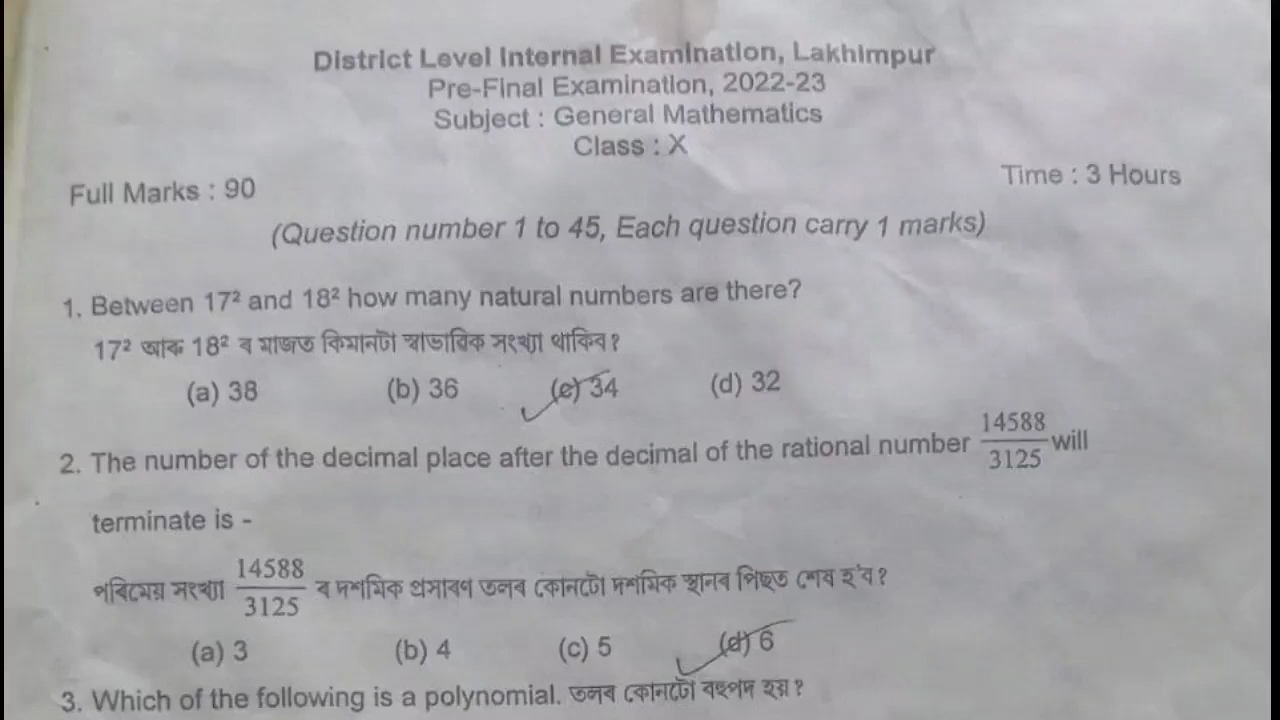 District Level Internal Examination, Lakhimpur
Pre-Final Examination, 2022-23
Subject : General Mathematics
Class : X
Full Marks : 90
Time : 3 Hours
(Question number 1 to 45, Each question carry 1 marks)
1. Between 17² and 18² how many natural numbers are there?
17² আৰু 18² ৰ মাজত কিমানটা স্বাভাৱিক সংখ্যা থাকিব?
(a) 38 (b) 36 (c) 34 (d) 32
2. The number of the decimal place after the decimal of the rational number 14588/3125 will
terminate is -
পৰিমেয় সংখ্যা 14588/3125 ৰ দশমিক প্ৰসাৰণ তলৰ কোনটো দশমিক স্থানৰ পিছত শেষ হ'ব?
(a) 3 (b) 4 (c) 5 (d) 6
3. Which of the following is a polynomial. তলৰ কোনটো বহুপদ হয়?